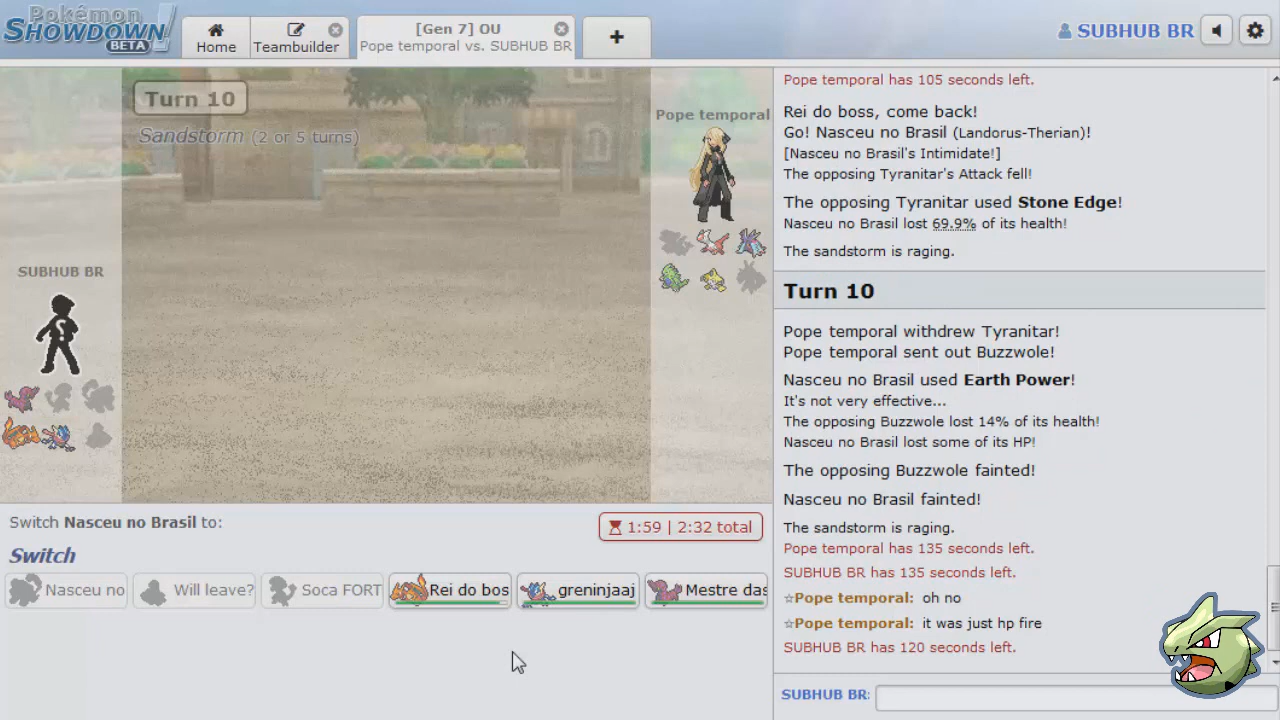 Pokémon
SHOWDOWN!
BETA
Home
Teambuilder
[Gen 7] OU
Pope temporal vs. SUBHUB BR
+
SUBHUB BR
Turn 10
Sandstorm (2 or 5 turns)
Pope temporal
SUBHUB BR
Switch Nasceu no Brasil to:
1:59 | 2:32 total
Switch
Nasceu no
Will leave?
Soca FORT
Rei do bos
greninjaaj
Mestre das
Pope temporal has 105 seconds left.
Rei do boss, come back!
Go! Nasceu no Brasil (Landorus-Therian)!
[Nasceu no Brasil's Intimidate!]
The opposing Tyranitar's Attack fell!
The opposing Tyranitar used Stone Edge!
Nasceu no Brasil lost 69.9% of its health!
The sandstorm is raging.
Turn 10
Pope temporal withdrew Tyranitar!
Pope temporal sent out Buzzwole!
Nasceu no Brasil used Earth Power!
It's not very effective...
The opposing Buzzwole lost 14% of its health!
Nasceu no Brasil lost some of its HP!
The opposing Buzzwole fainted!
Nasceu no Brasil fainted!
The sandstorm is raging.
Pope temporal has 135 seconds left.
SUBHUB BR has 135 seconds left.
☆Pope temporal: oh no
☆Pope temporal: it was just hp fire
SUBHUB BR has 120 seconds left.
SUBHUB BR: